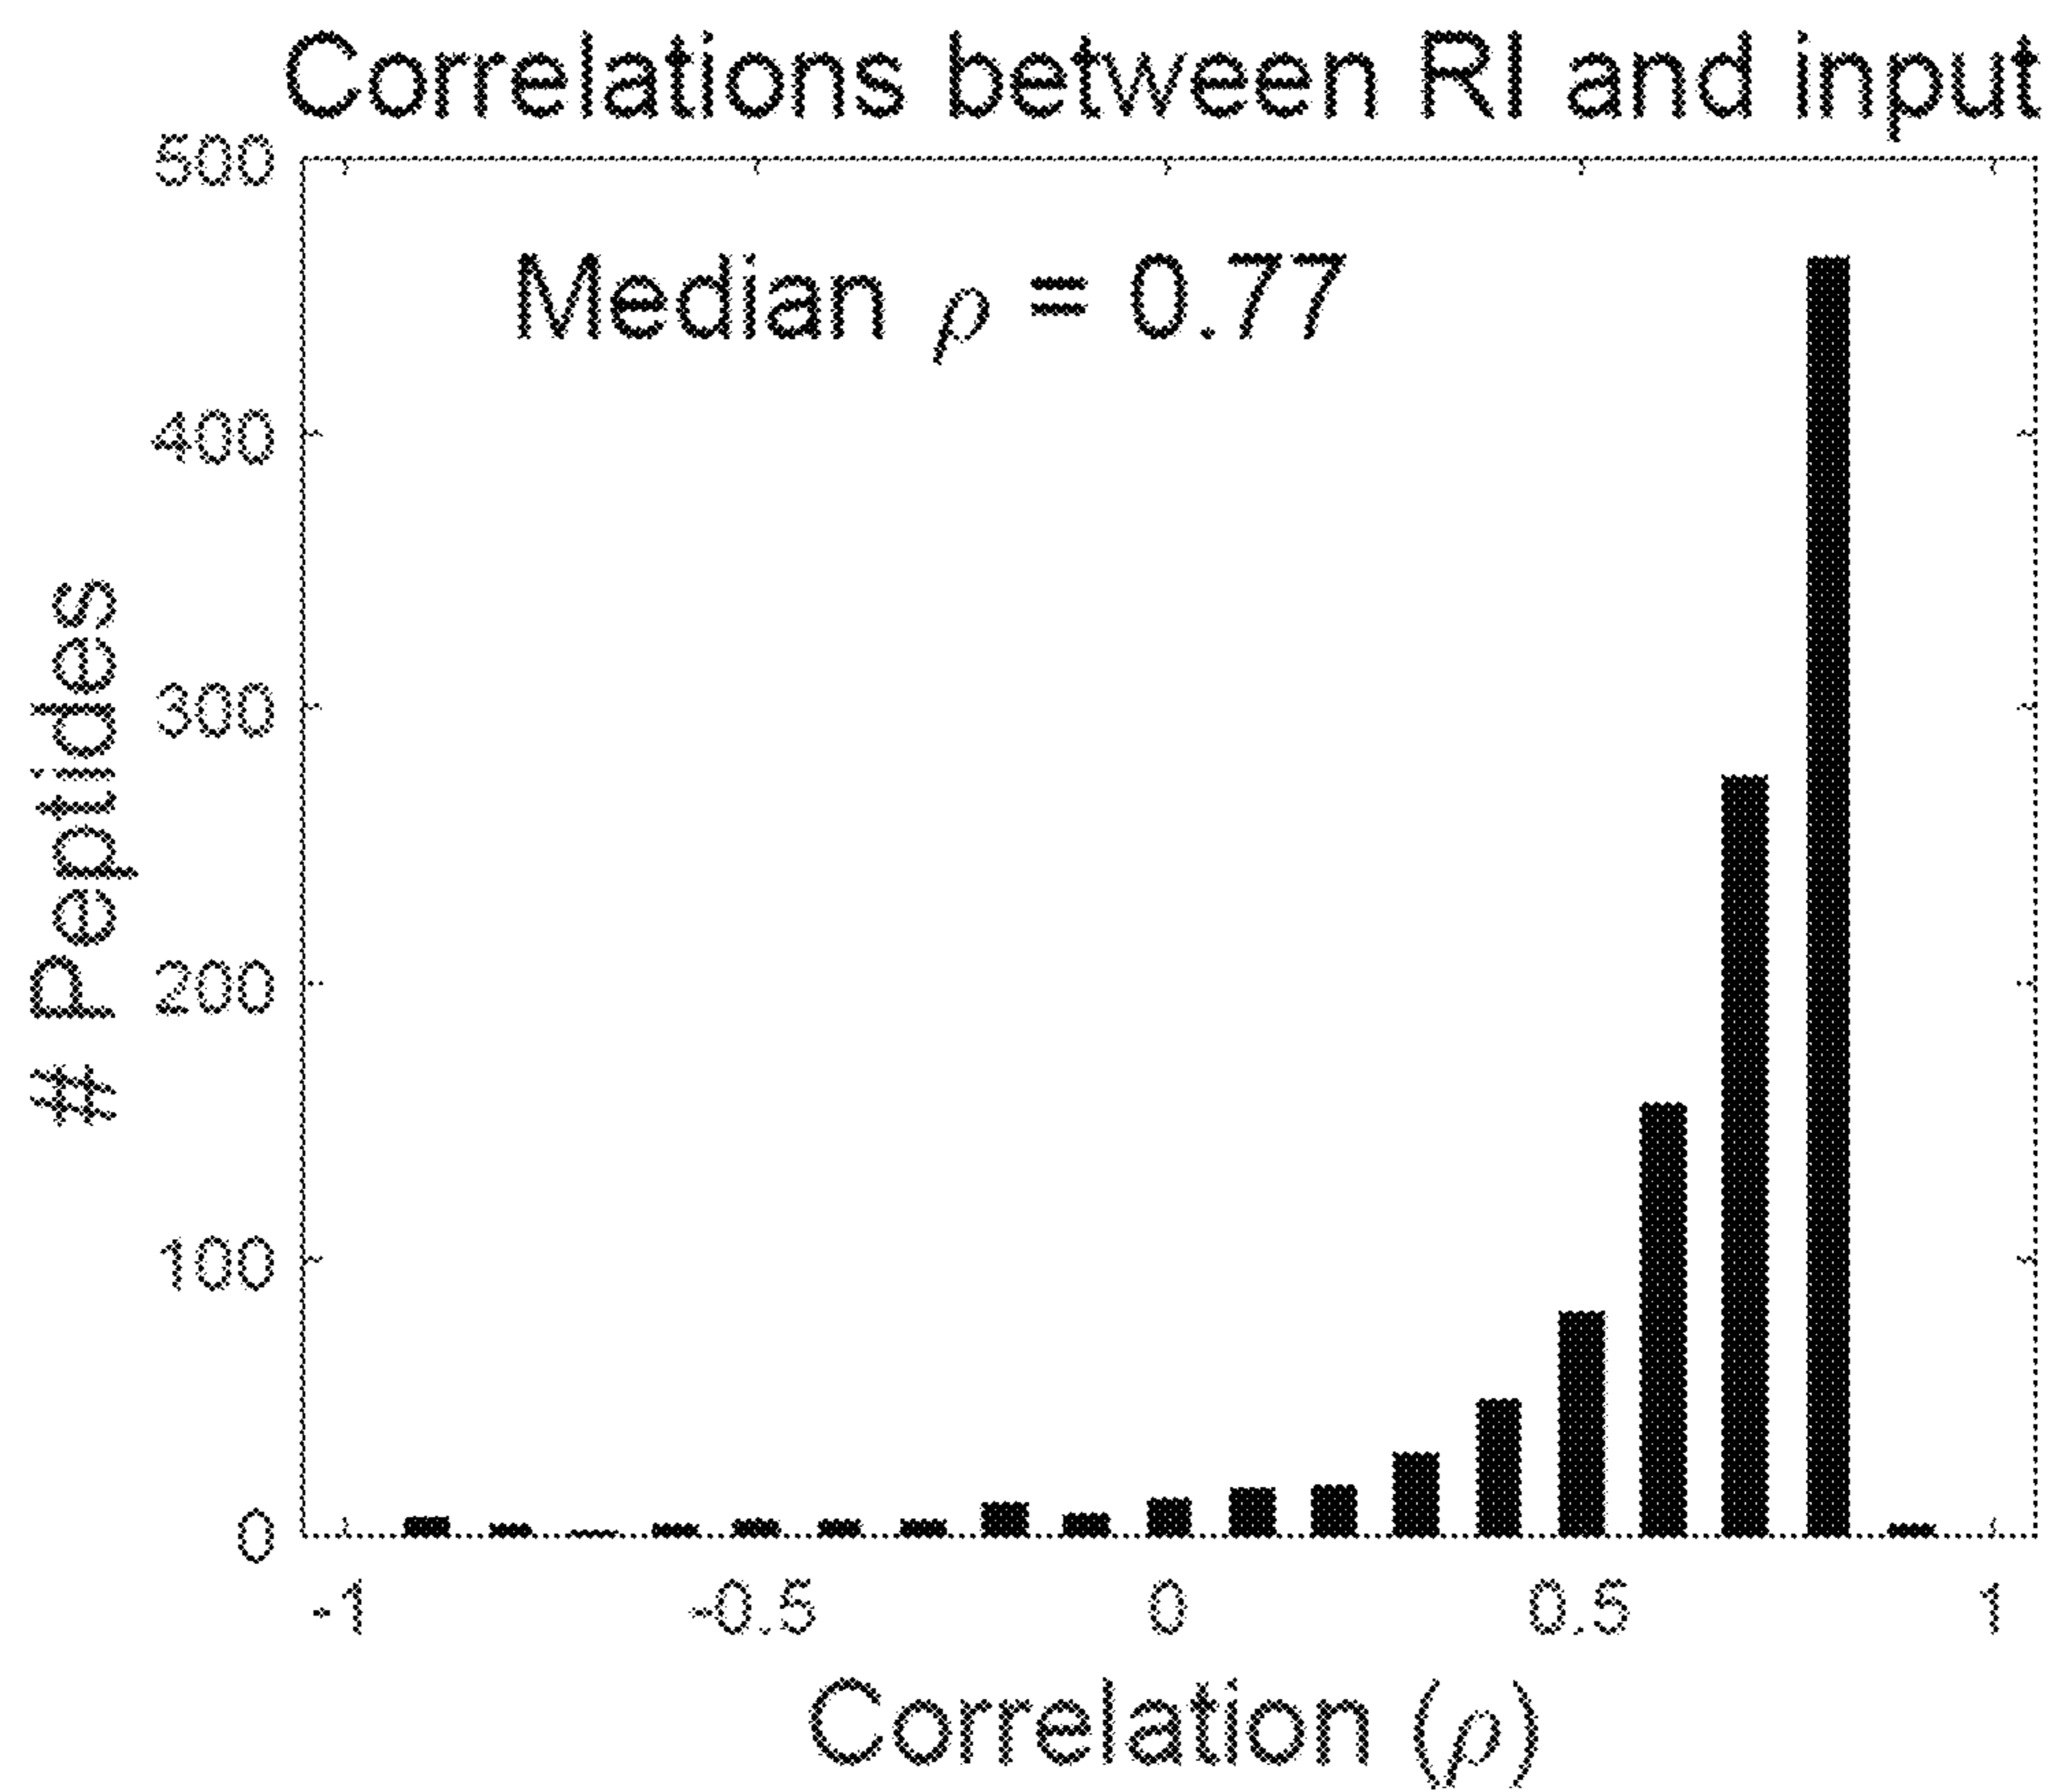 Correlations between RI and input
500
Median ρ = 0.77
400
300
200
100
0
# Peptides
-1 -0.5 0 0.5 1
Correlation (ρ)